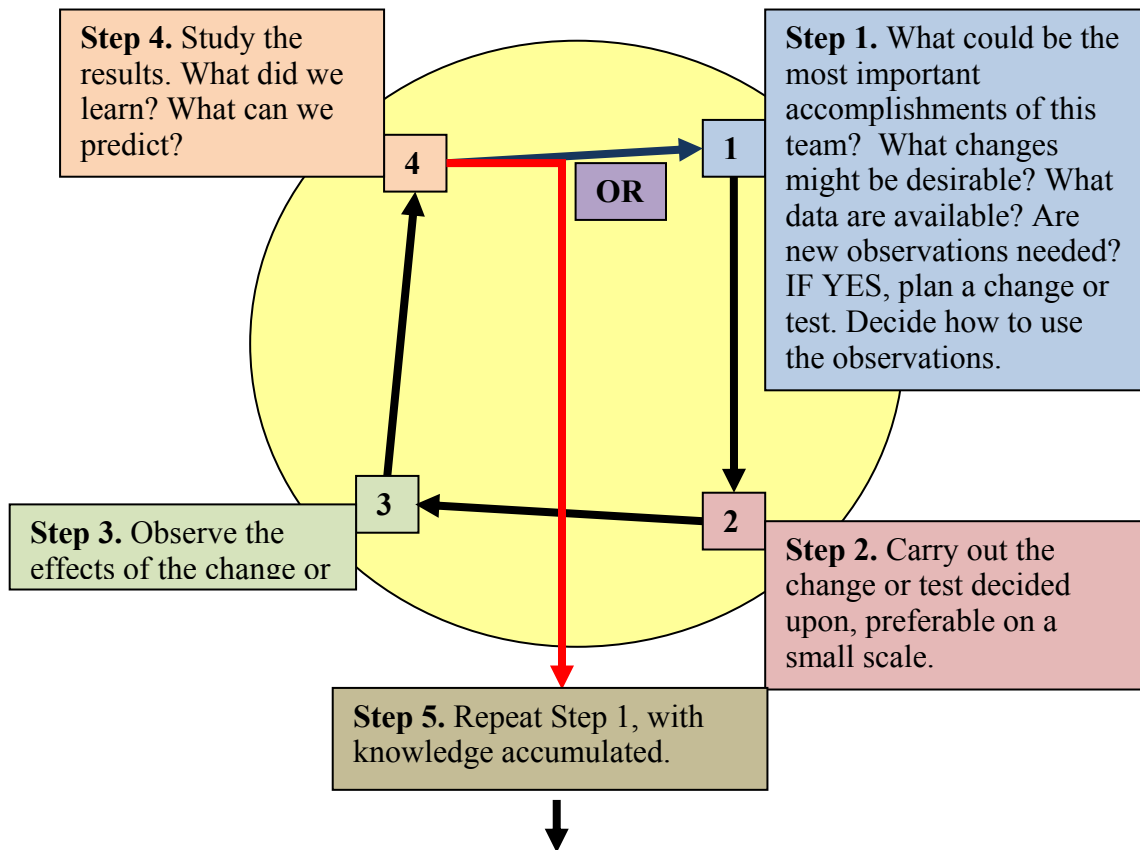 Step 4. Study the
results. What did we
learn? What can we
predict?
4
OR
1
Step 1. What could be the
most important
accomplishments of this
team? What changes
might be desirable? What
data are available? Are
new observations needed?
IF YES, plan a change or
test. Decide how to use
the observations.
3
Step 3. Observe the
effects of the change or
2
Step 2. Carry out the
change or test decided
upon, preferable on a
small scale.
Step 5. Repeat Step 1, with
knowledge accumulated.